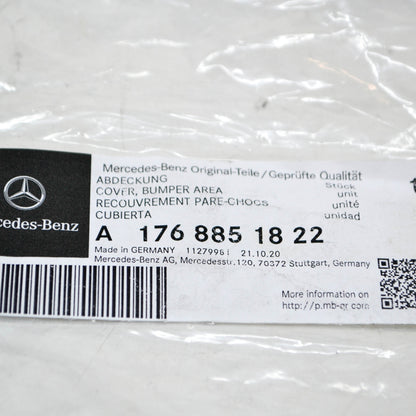 Mercedes-Benz Original-Teile/Geprüfte Qualität
ABDECKUNG Stück
COVER, BUMPER AREA unit
RECOUVREMENT PARE-CHOCS unité
CUBIERTA unidad
cedes-Benz
A 176 885 18 22
Made in GERMANY 21.10.20
Mercedes-Benz AG, Mercedesstr.120, 70372 Stuttgart, Germany
More information on
http://p.mb-qr.com/